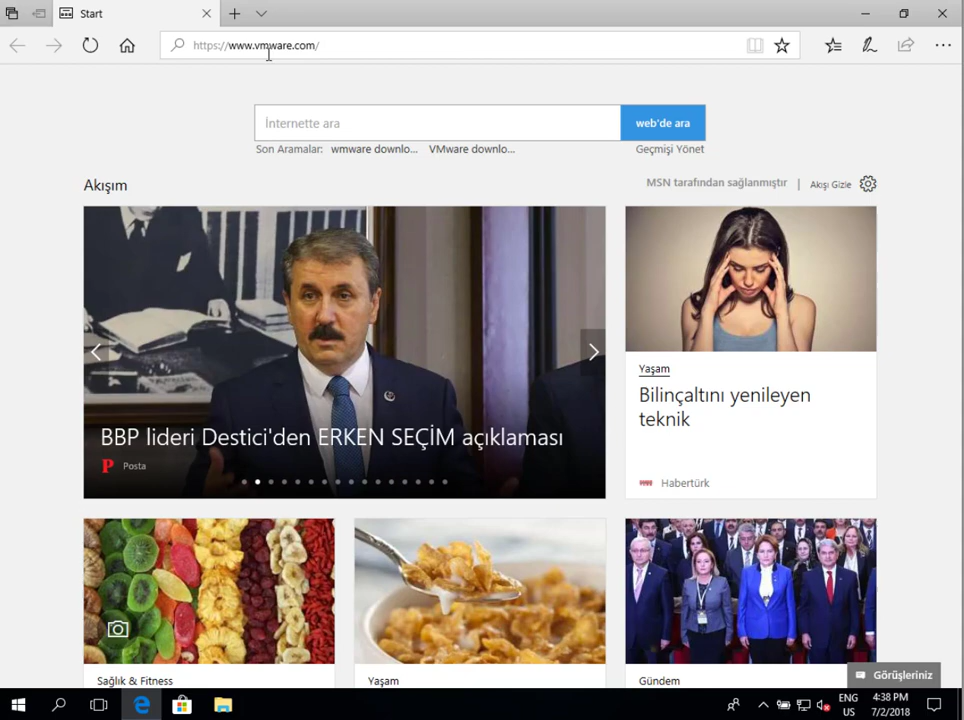 Start
https://www.vmware.com/
İnternette ara
web'de ara
Son Aramalar: wmware downlo... VMware downlo... Geçmişi Yönet
Akışım
MSN tarafından sağlanmıştır | Akışı Gizle
BBP lideri Destici'den ERKEN SEÇİM açıklaması
P Posta
Yaşam
Bilinçaltını yenileyen
teknik
Habertürk
Sağlık & Fitness
Yaşam
Gündem
Görüşleriniz
ENG
US
4:38 PM
7/2/2018